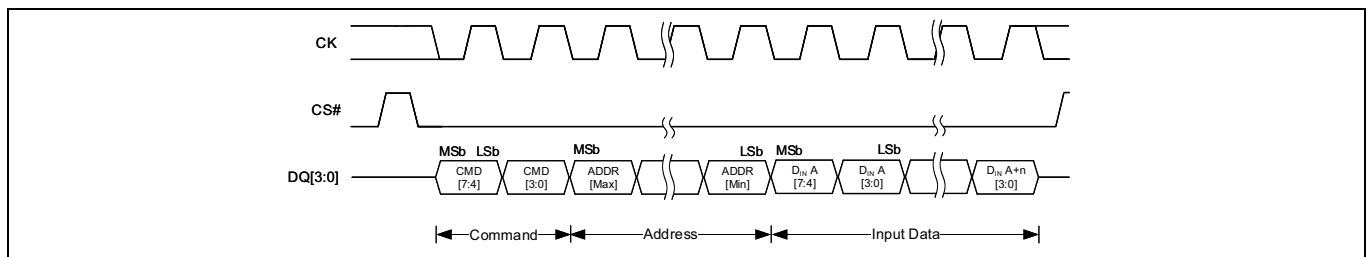 CK
CS#
MSb LSb MSb LSb MSb LSb
DQ[3:0] CMD CMD ADDR ADDR DIN A DIN A DIN A+n
[7:4] [3:0] [Max] [Min] [7:4] [3:0] [3:0]
Command Address Input Data